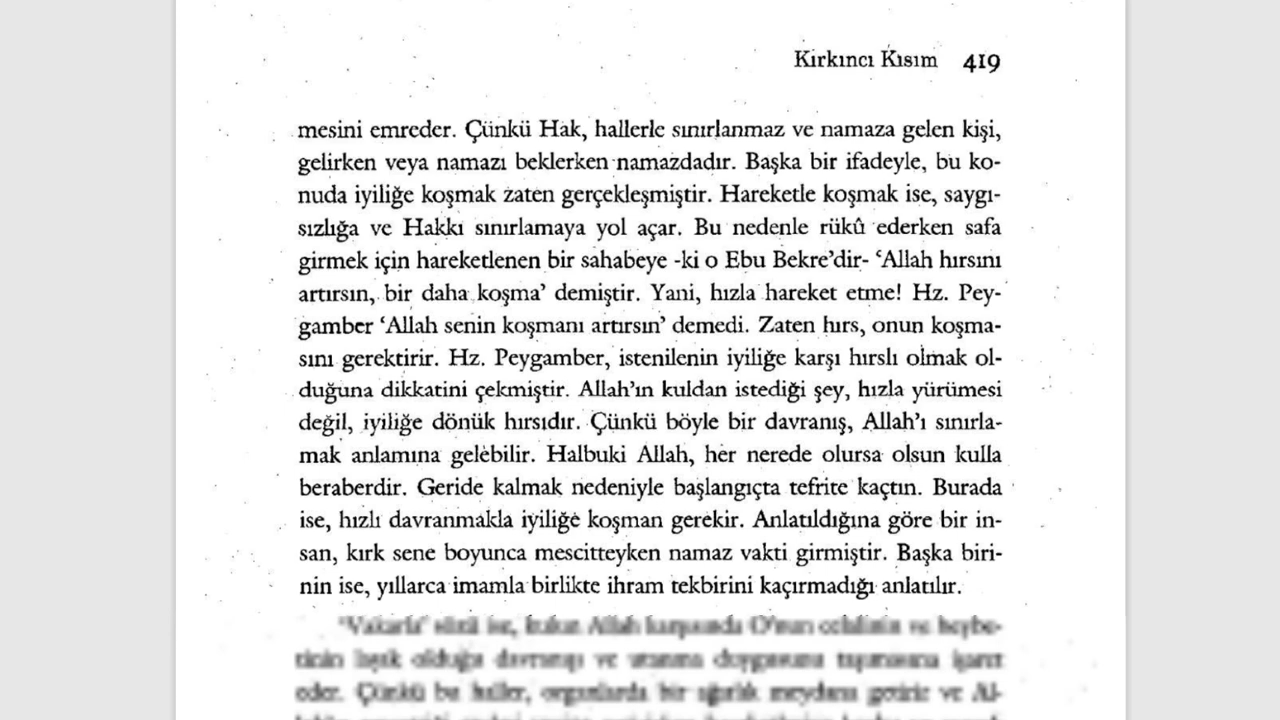 Kırkıncı Kısım 419
mesini emreder. Çünkü Hak, hallerle sınırlanmaz ve namaza gelen kişi,
gelirken veya namazı beklerken namazdadır. Başka bir ifadeyle, bu ko-
nuda iyiliğe koşmak zaten gerçekleşmiştir. Hareketle koşmak ise, saygı-
sızlığa ve Hakkı sınırlamaya yol açar. Bu nedenle rükû ederken safa
girmek için hareketlenen bir sahabeye -ki o Ebu Bekre’dir- ‘Allah hırsını
artırsın, bir daha koşma’ demiştir. Yani, hızla hareket etme! Hz. Pey-
gamber ‘Allah senin koşmanı artırsın’ demedi. Zaten hırs, onun koşma-
sını gerektirir. Hz. Peygamber, istenilenin iyiliğe karşı hırslı olmak ol-
duğuna dikkatini çekmiştir. Allah’ın kuldan istediği şey, hızla yürümesi
değil, iyiliğe dönük hırsıdır. Çünkü böyle bir davranış, Allah’ı sınırla-
mak anlamına gelebilir. Halbuki Allah, her nerede olursa olsun kulla
beraberdir. Geride kalmak nedeniyle başlangıçta tefrite kaçtın. Burada
ise, hızlı davranmakla iyiliğe koşman gerekir. Anlatıldığına göre bir in-
san, kırk sene boyunca mescitteyken namaz vakti girmiştir. Başka biri-
nin ise, yıllarca imamla birlikte ihram tekbirini kaçırmadığı anlatılır.